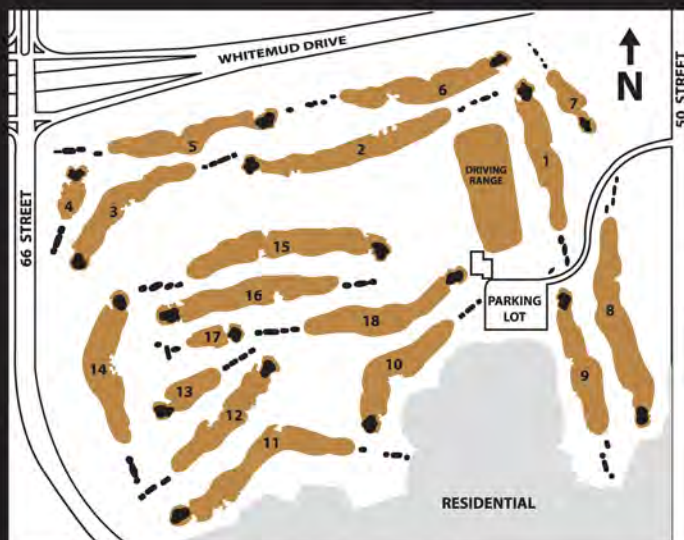 WHITEMUD DRIVE
N
50 STREET
66 STREET
6
7
5
2
1
DRIVING
RANGE
4
3
15
16
PARKING
LOT
18
8
17
14
10
9
13
12
11
RESIDENTIAL